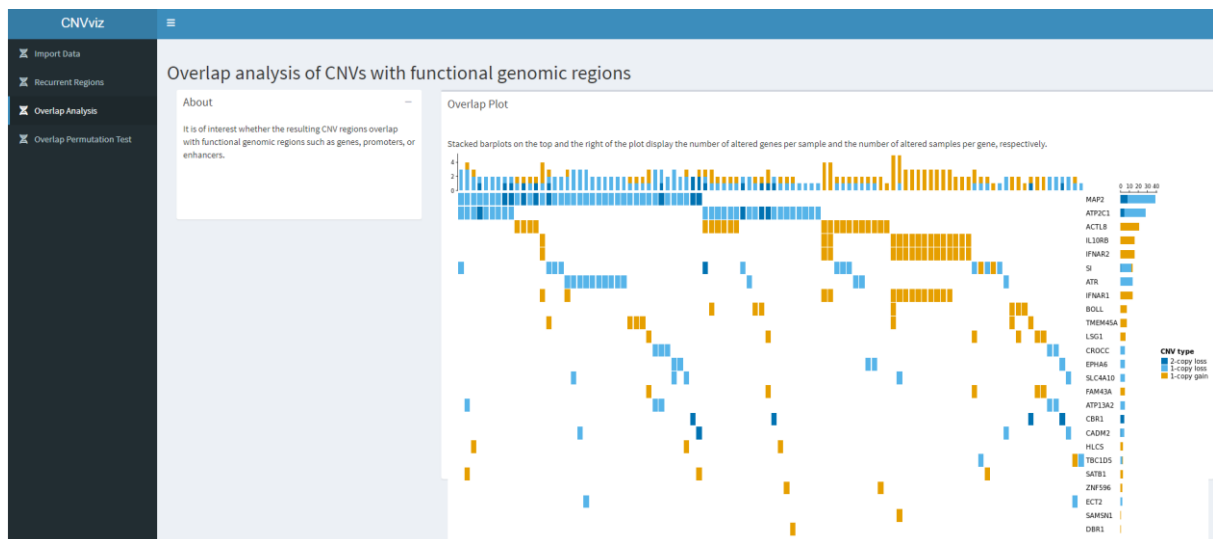 CNVviz
Import Data
Recurrent Regions
Overlap Analysis
Overlap Permutation Test
Overlap analysis of CNVs with functional genomic regions
About
It is of interest whether the resulting CNV regions overlap
with functional genomic regions such as genes, promoters, or
enhancers.
Overlap Plot
Stacked barplots on the top and the right of the plot display the number of altered genes per sample and the number of altered samples per gene, respectively.
4
2
0
0 10 20 30 40
MAP2
ATP2C1
ACTL8
IL10RB
IFNAR2
SI
ATR
IFNAR1
BOLL
TMEM45A
LSG1
CROCC
EPHA6
SLC4A10
FAM43A
ATP13A2
CBR1
CADM2
HLCS
TBC1D5
SATB1
ZNF596
ECT2
SAMSN1
DBR1
CNV type
2-copy loss
1-copy loss
1-copy gain